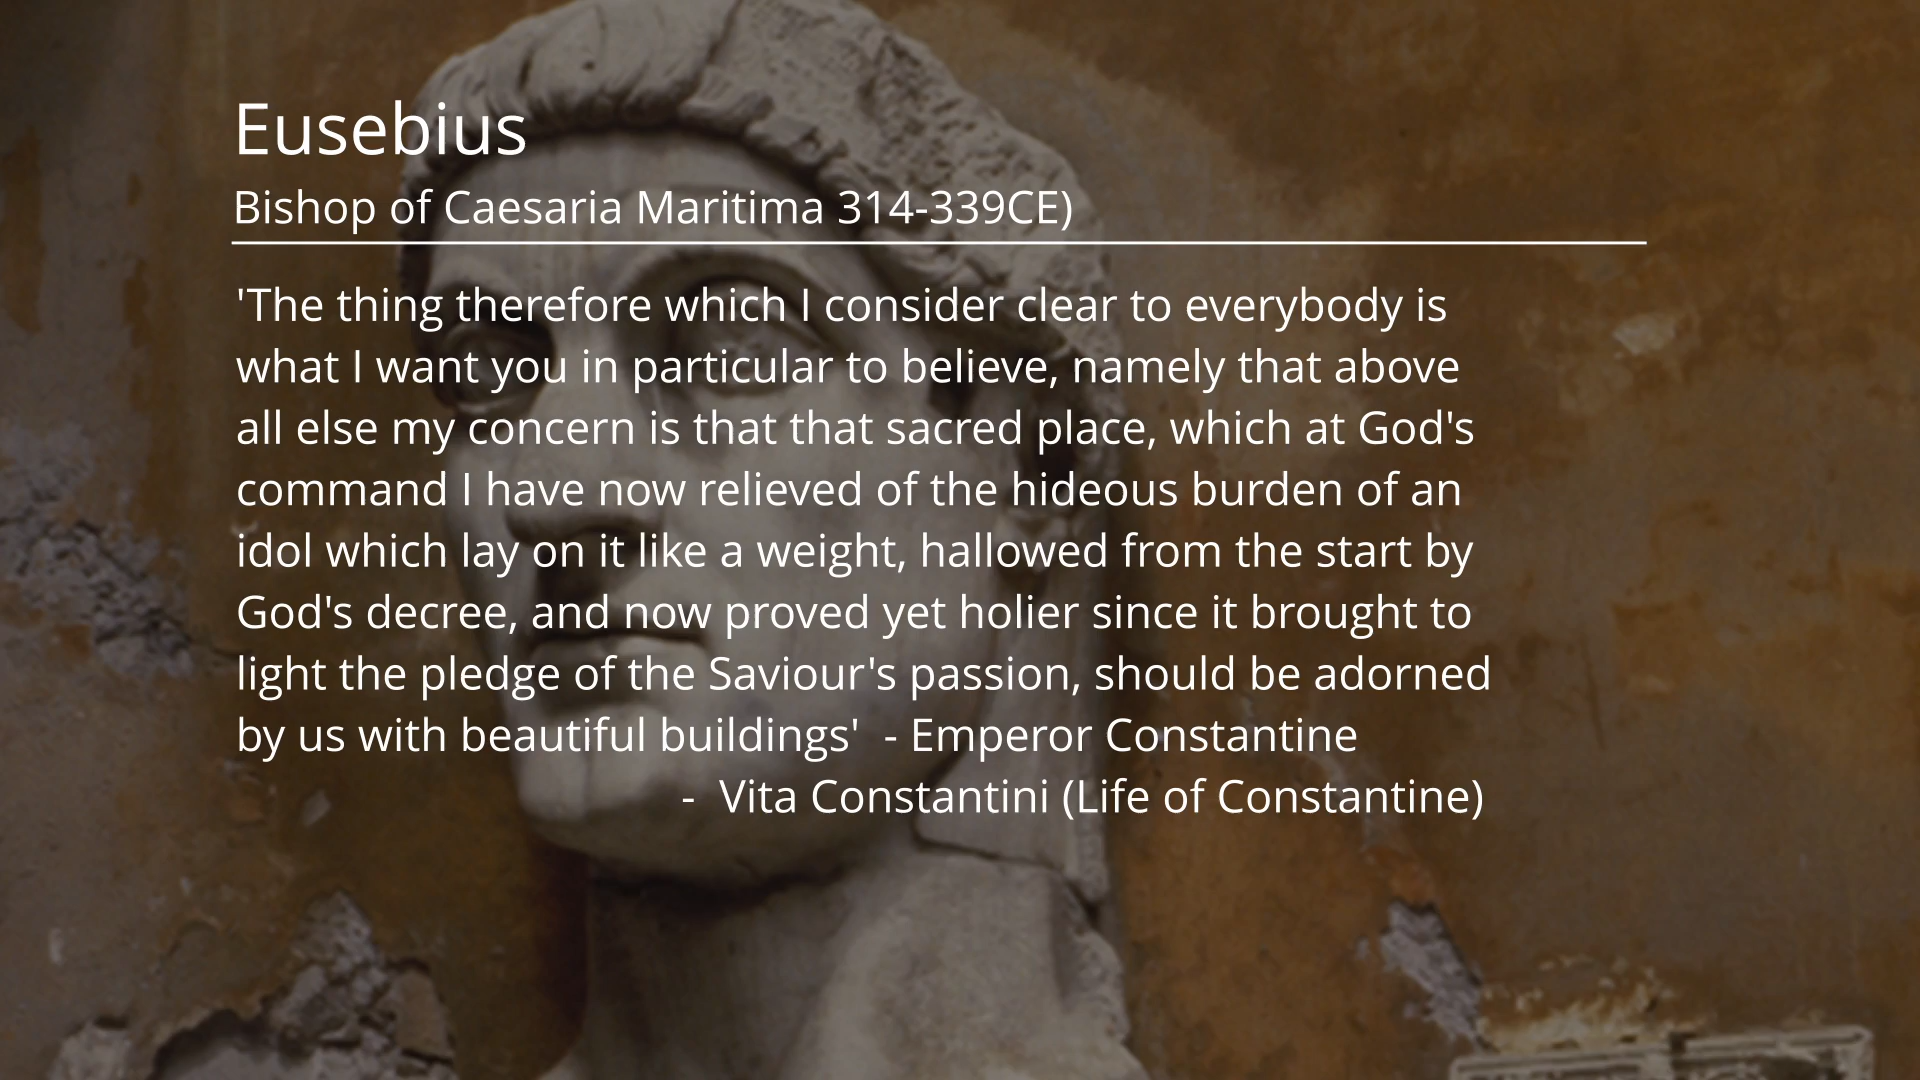 Eusebius
Bishop of Caesaria Maritima 314-339CE)
'The thing therefore which I consider clear to everybody is
what I want you in particular to believe, namely that above
all else my concern is that that sacred place, which at God's
command I have now relieved of the hideous burden of an
idol which lay on it like a weight, hallowed from the start by
God's decree, and now proved yet holier since it brought to
light the pledge of the Saviour's passion, should be adorned
by us with beautiful buildings'  - Emperor Constantine
-  Vita Constantini (Life of Constantine)